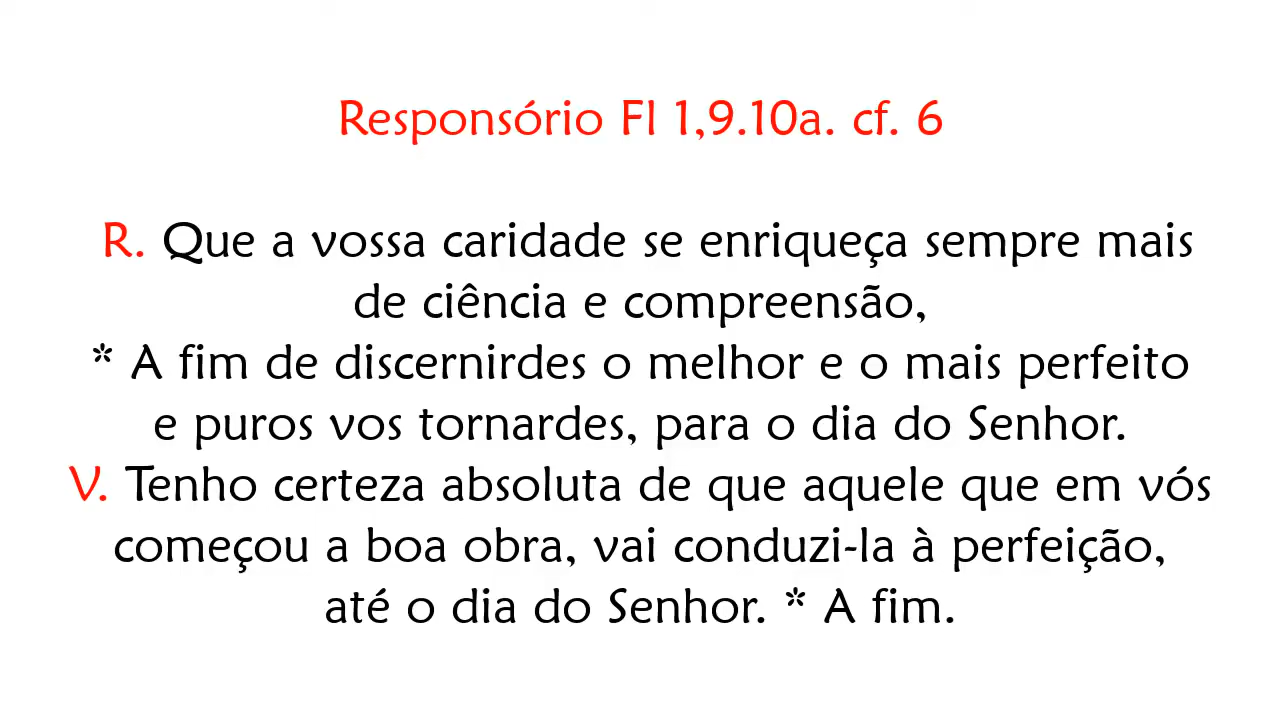 Responsório Fl 1,9.10a. cf. 6
R. Que a vossa caridade se enriqueça sempre mais
de ciência e compreensão,
* A fim de discernirdes o melhor e o mais perfeito
e puros vos tornardes, para o dia do Senhor.
V. Tenho certeza absoluta de que aquele que em vós
começou a boa obra, vai conduzi-la à perfeição,
até o dia do Senhor. * A fim.